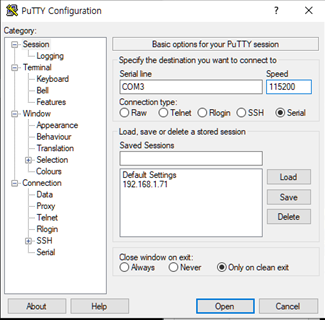 PuTTY Configuration
?
Category:
Session
Logging
Terminal
Keyboard
Bell
Features
Window
Appearance
Behaviour
Translation
Selection
Colours
Connection
Data
Proxy
Telnet
Rlogin
SSH
Serial
Basic options for your PuTTY session
Specify the destination you want to connect to
Serial line Speed
COM3 115200
Connection type:
Raw Telnet Rlogin SSH Serial
Load, save or delete a stored session
Saved Sessions
Default Settings
192.168.1.71
Load
Save
Delete
Close window on exit:
Always Never Only on clean exit
About Help Open Cancel